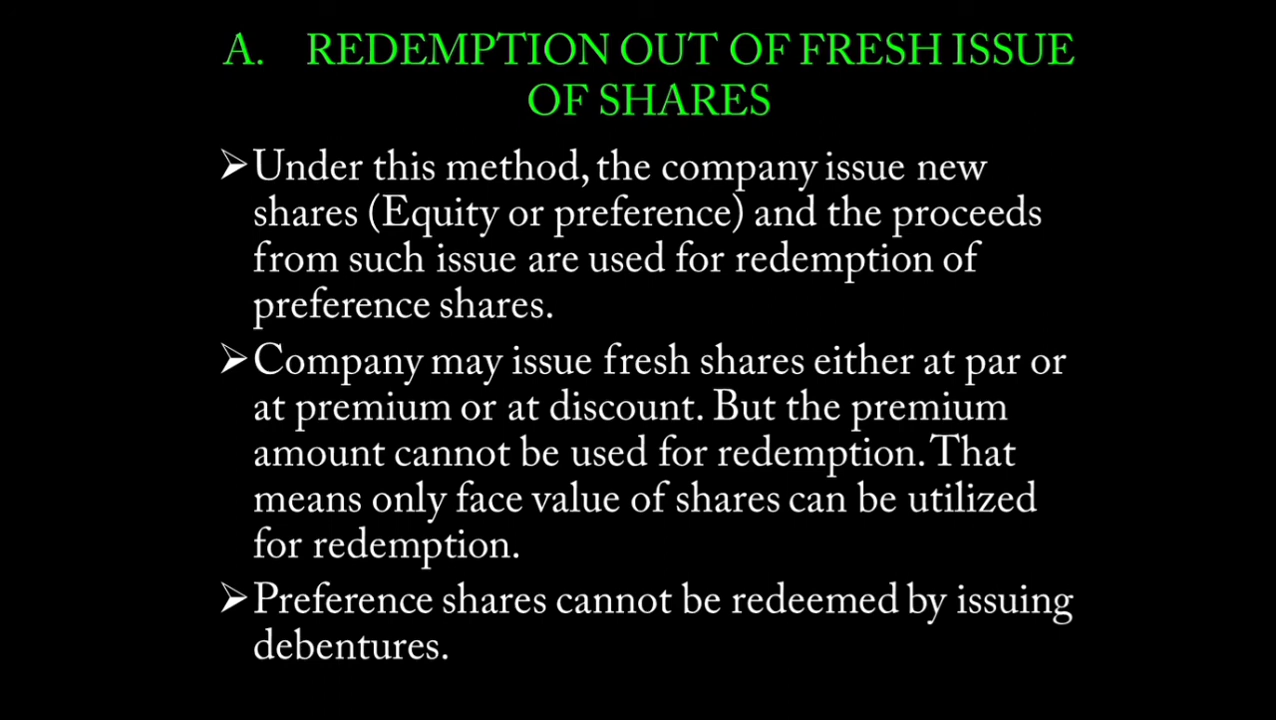 A. REDEMPTION OUT OF FRESH ISSUE
OF SHARES
➢Under this method, the company issue new
shares (Equity or preference) and the proceeds
from such issue are used for redemption of
preference shares.
➢Company may issue fresh shares either at par or
at premium or at discount. But the premium
amount cannot be used for redemption. That
means only face value of shares can be utilized
for redemption.
➢Preference shares cannot be redeemed by issuing
debentures.